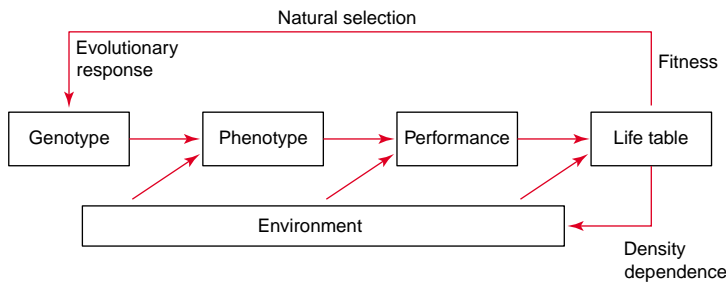 Natural selection
Evolutionary
response
Fitness
Genotype
Phenotype
Performance
Life table
Environment
Density
dependence